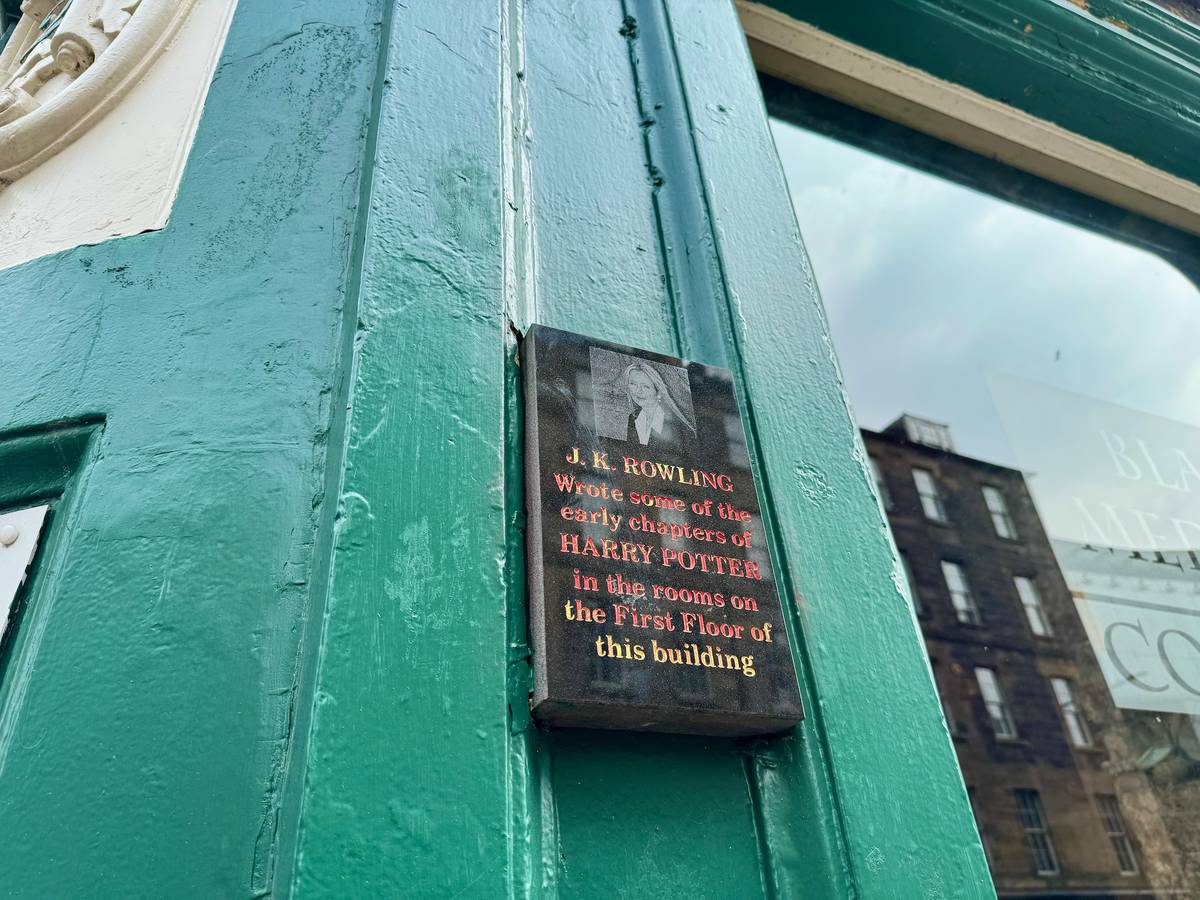 J. K. ROWLING
Wrote some of the
early chapters of
HARRY POTTER
in the rooms on
the First Floor of
this building